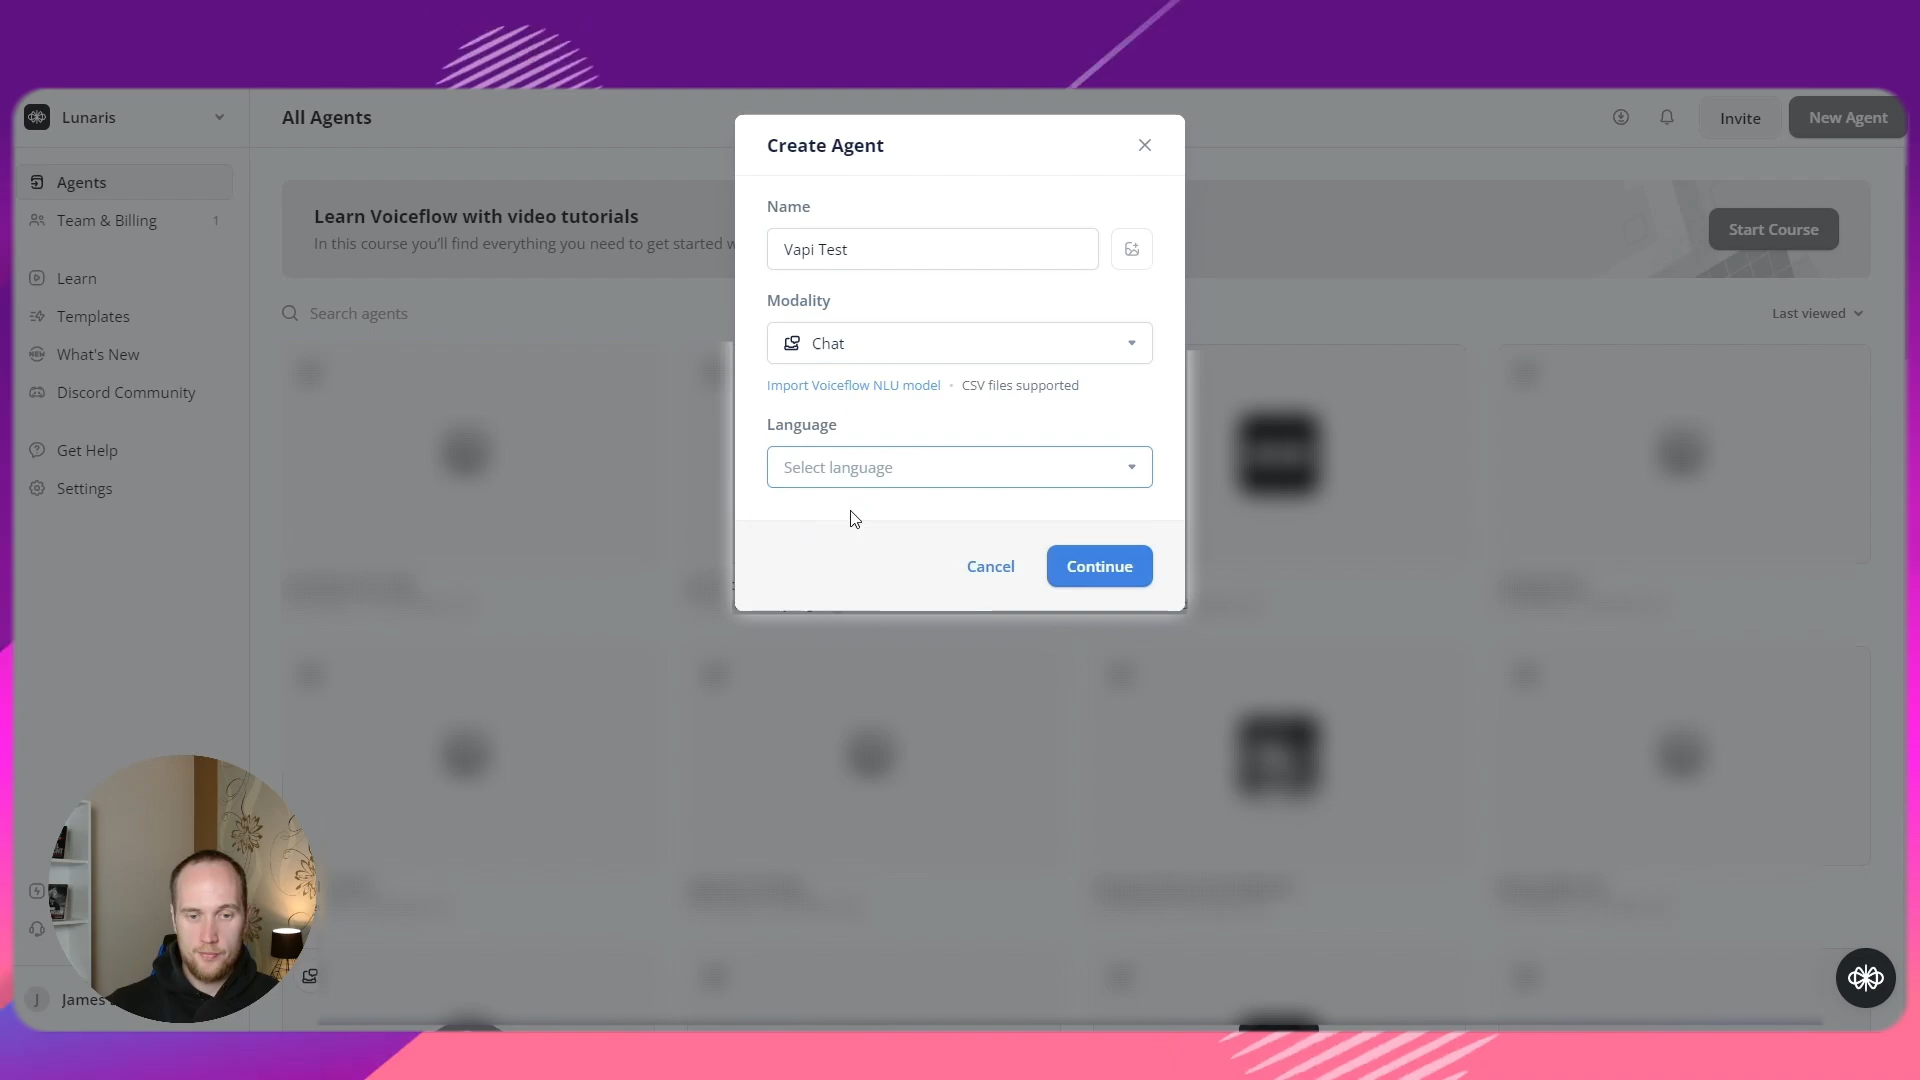 Lunaris
All Agents
Invite
New Agent
Agents
Team & Billing
1
Learn
Templates
What's New
Discord Community
Get Help
Settings
James
J
Learn Voiceflow with video tutorials
In this course you'll find everything you need to get started
Start Course
Search agents
Last viewed
Create Agent
Name
Vapi Test
Modality
Chat
Import Voiceflow NLU model • CSV files supported
Language
Select language
Cancel
Continue